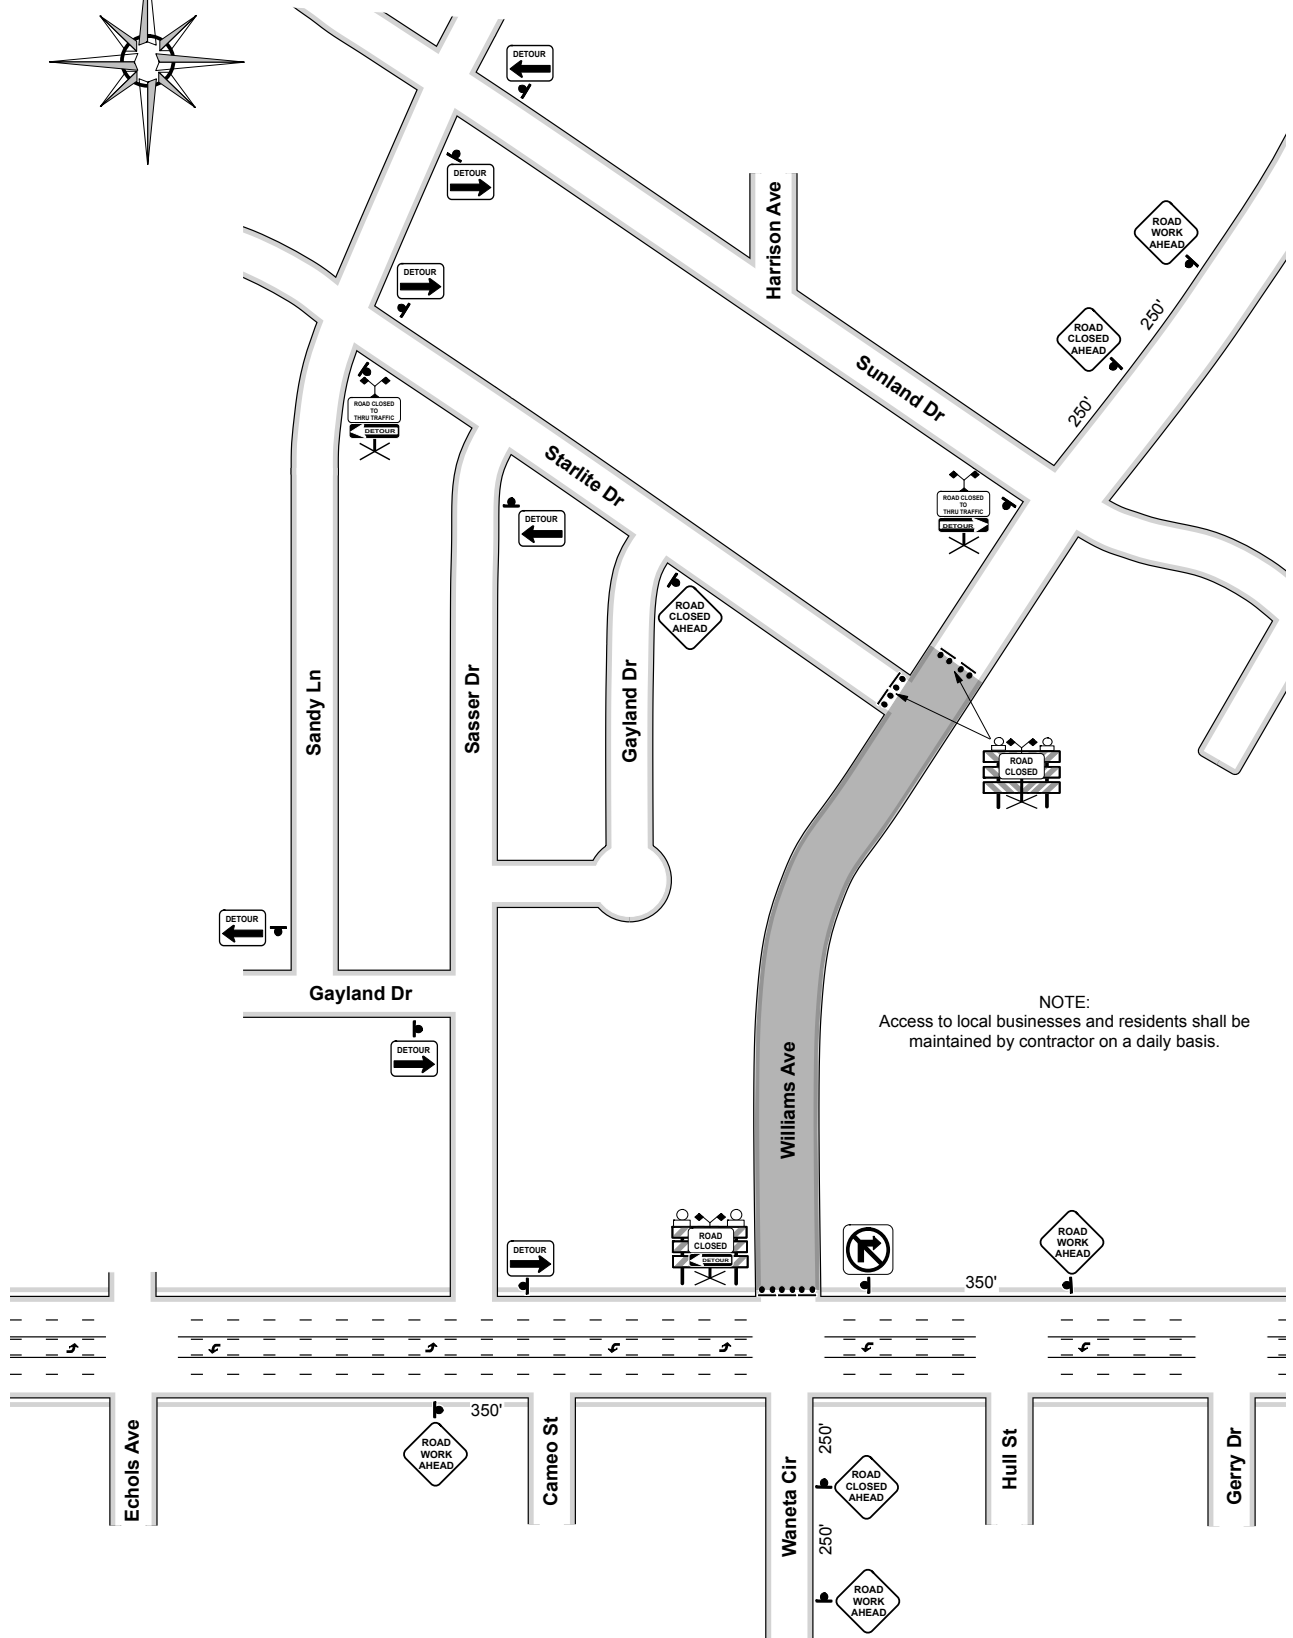 DETOUR
DETOUR
Harrison Ave
ROAD
WORK
AHEAD
DETOUR
250'
ROAD
CLOSED
AHEAD
Sunland Dr
250'
ROAD CLOSED
TO
THRU TRAFFIC
DETOUR
Starlite Dr
ROAD CLOSED
TO
THRU TRAFFIC
DETOUR
DETOUR
ROAD
CLOSED
AHEAD
Sandy Ln
Sasser Dr
Gayland Dr
ROAD
CLOSED
DETOUR
Gayland Dr
NOTE:
Access to local businesses and residents shall be
maintained by contractor on a daily basis.
DETOUR
Williams Ave
DETOUR
ROAD
CLOSED
DETOUR
ROAD
WORK
AHEAD
350'
350'
ROAD
WORK
AHEAD
Echols Ave
Cameo St
Waneta Cir
250'
ROAD
CLOSED
AHEAD
Hull St
Gerry Dr
250'
ROAD
WORK
AHEAD